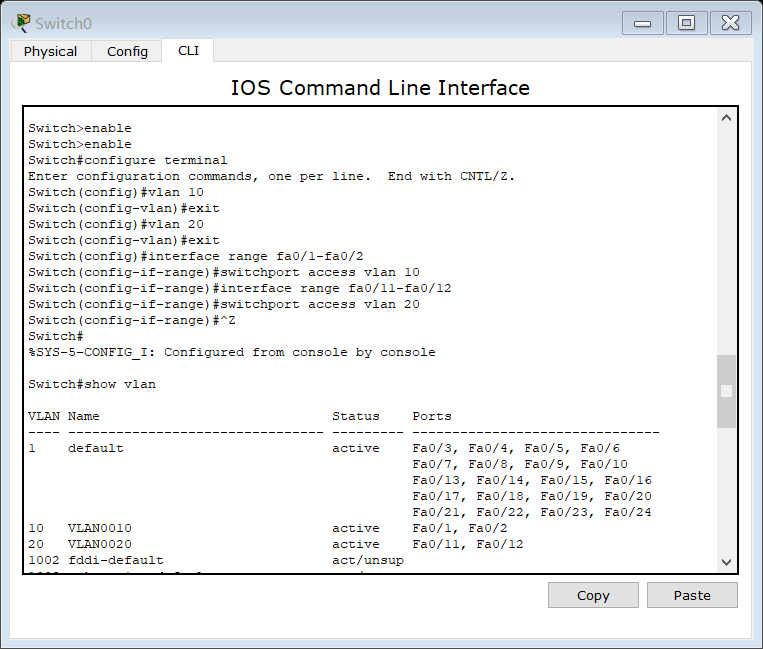 Switch0
Physical Config CLI
IOS Command Line Interface
Switch>enable
Switch>enable
Switch#configure terminal
Enter configuration commands, one per line.  End with CNTL/Z.
Switch(config)#vlan 10
Switch(config-vlan)#exit
Switch(config)#vlan 20
Switch(config-vlan)#exit
Switch(config)#interface range fa0/1-fa0/2
Switch(config-if-range)#switchport access vlan 10
Switch(config-if-range)#interface range fa0/11-fa0/12
Switch(config-if-range)#switchport access vlan 20
Switch(config-if-range)#^Z
Switch#
%SYS-5-CONFIG_I: Configured from console by console
Switch#show vlan
VLAN Name                             Status    Ports
---- -------------------------------- --------- -------------------------------
1    default                          active    Fa0/3, Fa0/4, Fa0/5, Fa0/6
                                                Fa0/7, Fa0/8, Fa0/9, Fa0/10
                                                Fa0/13, Fa0/14, Fa0/15, Fa0/16
                                                Fa0/17, Fa0/18, Fa0/19, Fa0/20
                                                Fa0/21, Fa0/22, Fa0/23, Fa0/24
10   VLAN0010                         active    Fa0/1, Fa0/2
20   VLAN0020                         active    Fa0/11, Fa0/12
1002 fddi-default                     act/unsup
Copy Paste